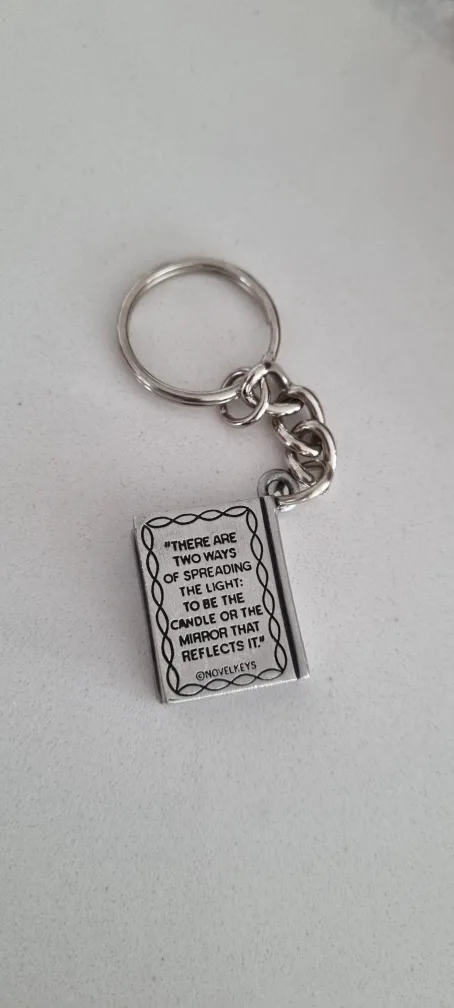 "THERE ARE
TWO WAYS
OF SPREADING
THE LIGHT:
TO BE THE
CANDLE OR THE
MIRROR THAT
REFLECTS IT."
©NOVELKEYS